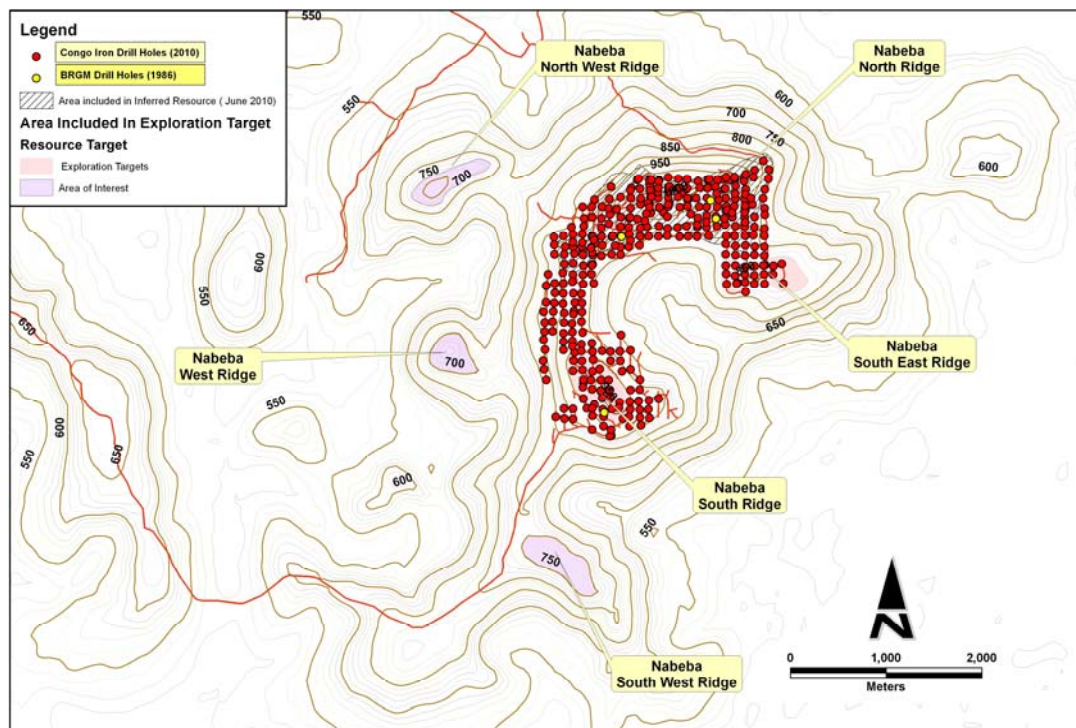 Legend
Congo Iron Drill Holes (2010)
BRGM Drill Holes (1986)
Area included in Inferred Resource ( June 2010)
Area Included In Exploration Target
Resource Target
Exploration Targets
Area of Interest
550
550
Nabeba
North West Ridge
Nabeba
North Ridge
600
700
800
750
850
950
750
700
600
600
550
650
650
Nabeba
West Ridge
700
Nabeba
South East Ridge
550
600
550
650
600
Nabeba
South Ridge
550
750
Nabeba
South West Ridge
N
0
1,000
2,000
Meters